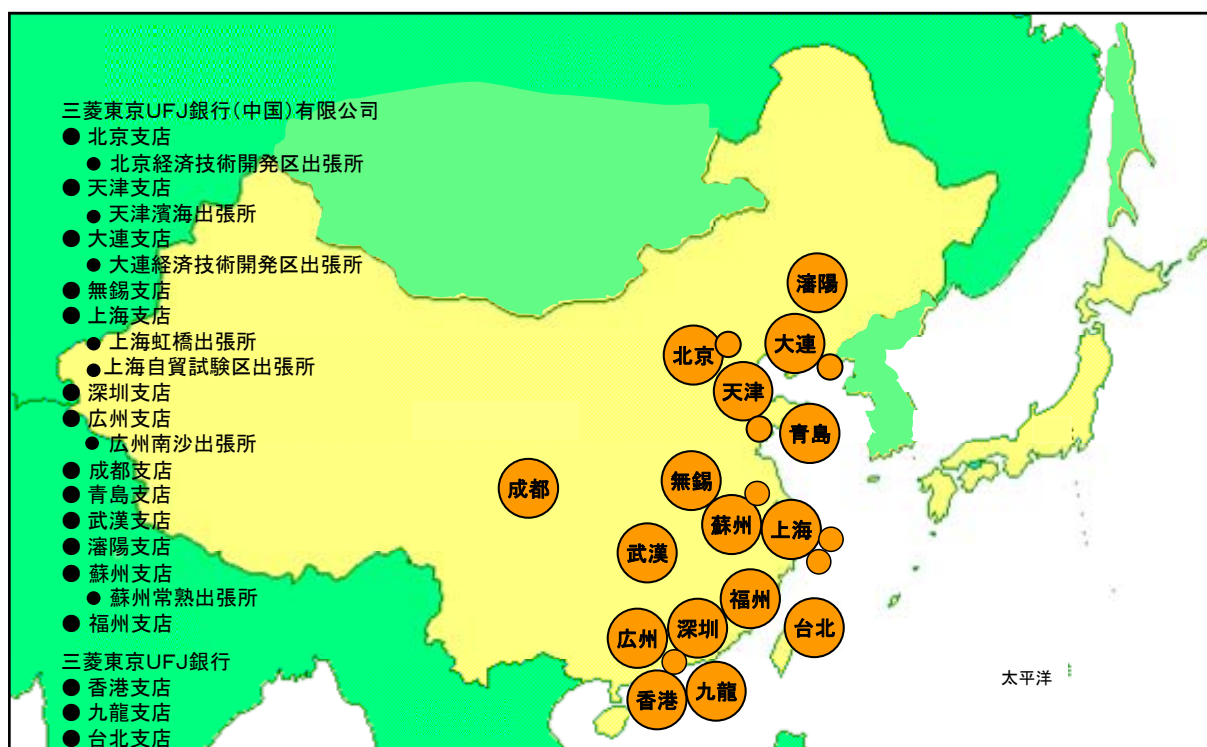 三菱東京UFJ銀行(中国)有限公司
● 北京支店
● 北京経済技術開発区出張所
● 天津支店
● 天津濱海出張所
● 大連支店
● 大連経済技術開発区出張所
● 無錫支店
● 上海支店
● 上海虹橋出張所
● 上海自貿試験区出張所
● 深圳支店
● 広州支店
● 広州南沙出張所
● 成都支店
● 青島支店
● 武漢支店
● 瀋陽支店
● 蘇州支店
● 蘇州常熟出張所
● 福州支店
三菱東京UFJ銀行
● 香港支店
● 九龍支店
● 台北支店
瀋陽
大連
北京
天津
青島
無錫
成都
蘇州
上海
武漢
福州
深圳
広州
台北
香港
九龍
太平洋